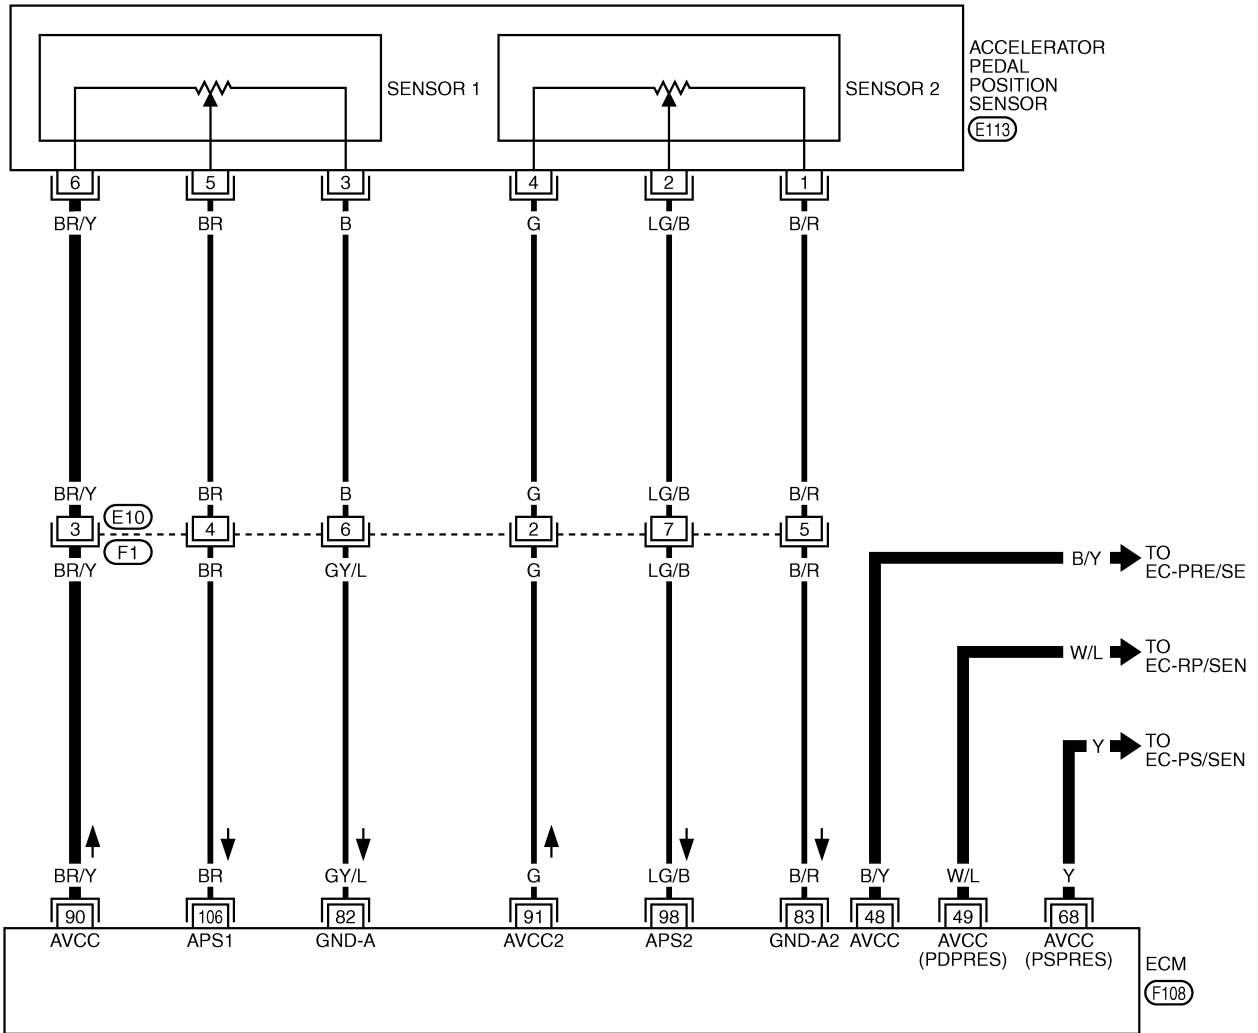 ACCELERATOR
PEDAL
POSITION
SENSOR
E113
SENSOR 1
SENSOR 2
6 5 3 4 2 1
BR/Y BR B G LG/B B/R
BR/Y BR B G LG/B B/R
E10
3 4 6 2 7 5
F1
BR/Y BR GY/L G LG/B B/R
B/Y
TO
EC-PRE/SE
W/L
TO
EC-RP/SEN
Y
TO
EC-PS/SEN
BR/Y BR GY/L G LG/B B/R B/Y W/L Y
90 106 82 91 98 83 48 49 68
AVCC APS1 GND-A AVCC2 APS2 GND-A2 AVCC AVCC AVCC
(PDPRES) (PSPRES)
ECM
F108